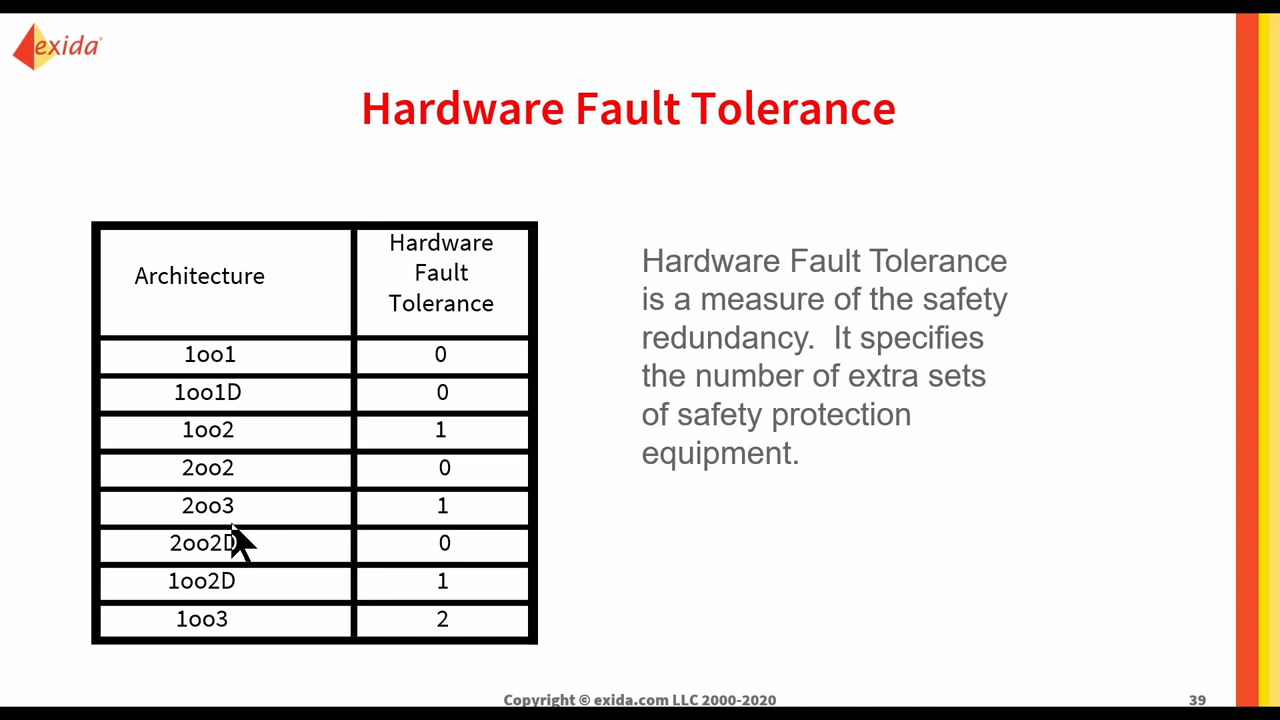 exida
Hardware Fault Tolerance
Architecture
Hardware
Fault
Tolerance
1oo1 0
1oo1D 0
1oo2 1
2oo2 0
2oo3 1
2oo2D 0
1oo2D 1
1oo3 2
Hardware Fault Tolerance
is a measure of the safety
redundancy. It specifies
the number of extra sets
of safety protection
equipment.
Copyright © exida.com LLC 2000-2020
39